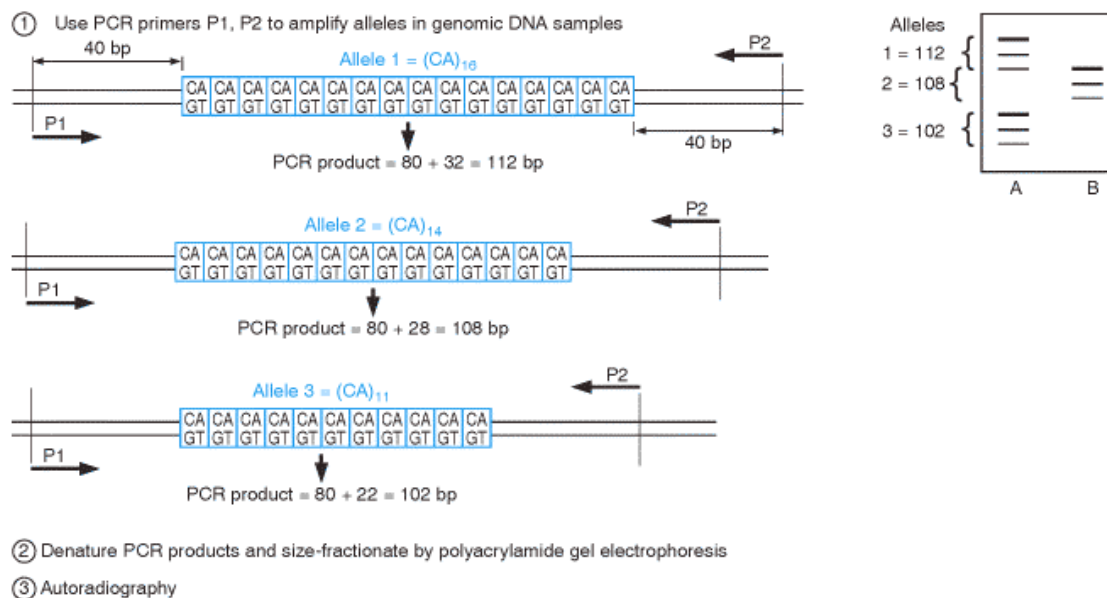 ① Use PCR primers P1, P2 to amplify alleles in genomic DNA samples
40 bp
Allele 1 = (CA)₁₆
P2
CA CA CA CA CA CA CA CA CA CA CA CA CA CA CA CA
GT GT GT GT GT GT GT GT GT GT GT GT GT GT GT GT
P1
40 bp
PCR product = 80 + 32 = 112 bp
Allele 2 = (CA)₁₄
P2
CA CA CA CA CA CA CA CA CA CA CA CA CA CA
GT GT GT GT GT GT GT GT GT GT GT GT GT GT
P1
PCR product = 80 + 28 = 108 bp
Allele 3 = (CA)₁₁
P2
CA CA CA CA CA CA CA CA CA CA CA
GT GT GT GT GT GT GT GT GT GT GT
P1
PCR product = 80 + 22 = 102 bp
② Denature PCR products and size-fractionate by polyacrylamide gel electrophoresis
③ Autoradiography
Alleles
1 = 112 {
2 = 108 {
3 = 102 {
A B